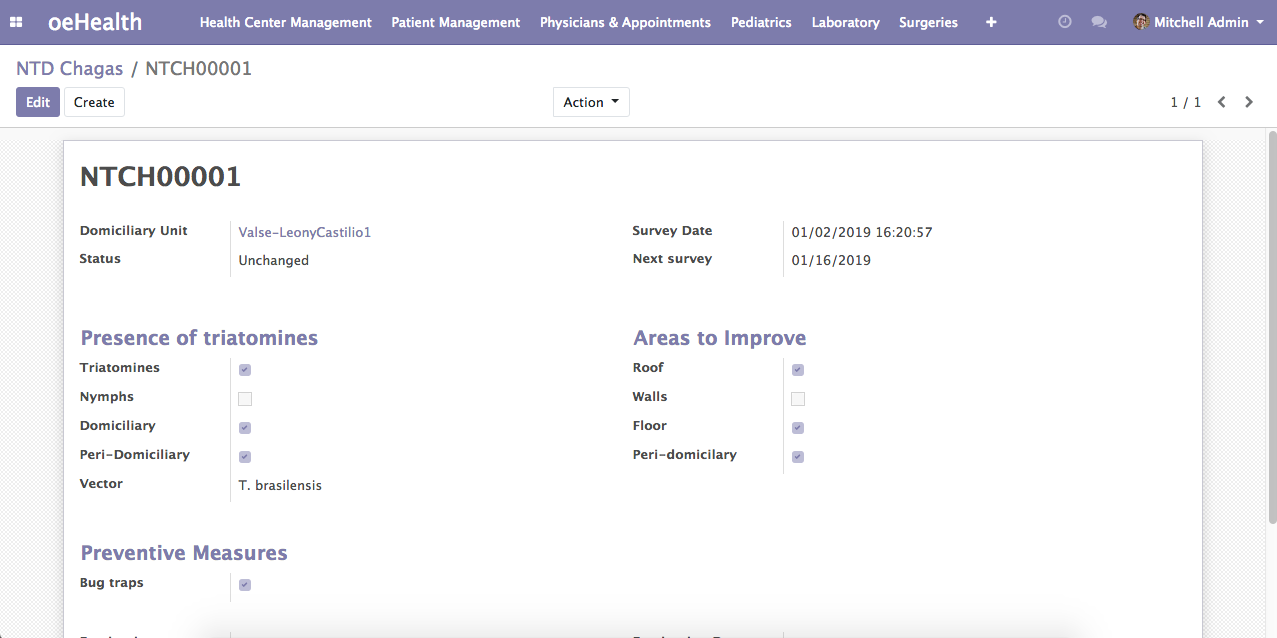 oeHealth Health Center Management Patient Management Physicians & Appointments Pediatrics Laboratory Surgeries + Mitchell Admin
NTD Chagas / NTCH00001
Edit Create Action 1 / 1
NTCH00001
Domiciliary Unit Valse-LeonyCastilio1 Survey Date 01/02/2019 16:20:57
Status Unchanged Next survey 01/16/2019
Presence of triatomines Areas to Improve
Triatomines Roof
Nymphs Walls
Domiciliary Floor
Peri-Domiciliary Peri-domicilary
Vector T. brasilensis
Preventive Measures
Bug traps